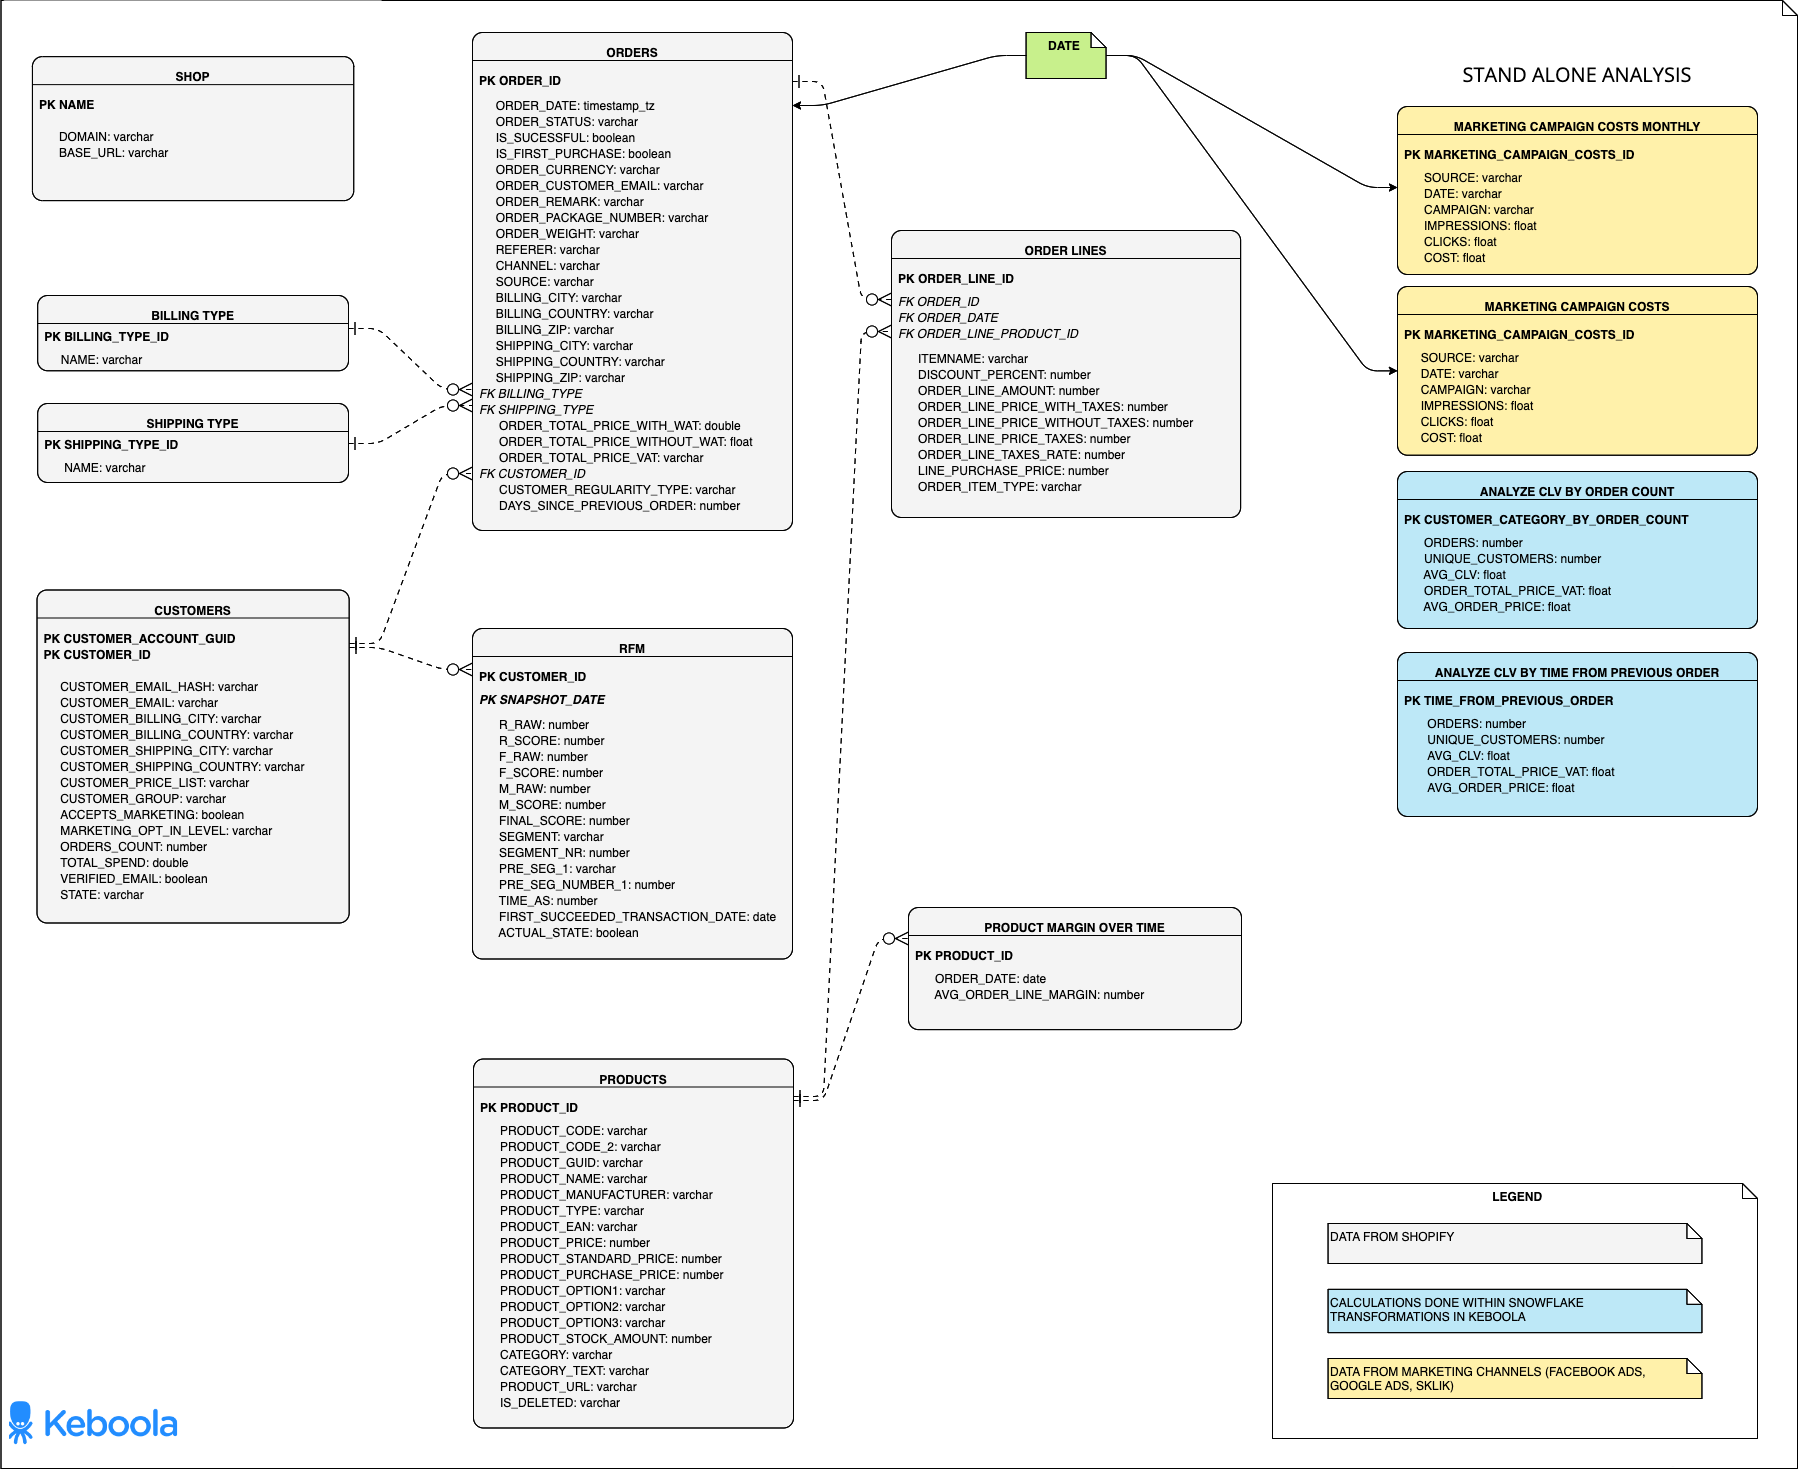 SHOP
PK NAME
DOMAIN: varchar
BASE_URL: varchar
BILLING TYPE
PK BILLING_TYPE_ID
NAME: varchar
SHIPPING TYPE
PK SHIPPING_TYPE_ID
NAME: varchar
CUSTOMERS
PK CUSTOMER_ACCOUNT_GUID
PK CUSTOMER_ID
CUSTOMER_EMAIL_HASH: varchar
CUSTOMER_EMAIL: varchar
CUSTOMER_BILLING_CITY: varchar
CUSTOMER_BILLING_COUNTRY: varchar
CUSTOMER_SHIPPING_CITY: varchar
CUSTOMER_SHIPPING_COUNTRY: varchar
CUSTOMER_PRICE_LIST: varchar
CUSTOMER_GROUP: varchar
ACCEPTS_MARKETING: boolean
MARKETING_OPT_IN_LEVEL: varchar
ORDERS_COUNT: number
TOTAL_SPEND: double
VERIFIED_EMAIL: boolean
STATE: varchar
ORDERS
PK ORDER_ID
ORDER_DATE: timestamp_tz
ORDER_STATUS: varchar
IS_SUCESSFUL: boolean
IS_FIRST_PURCHASE: boolean
ORDER_CURRENCY: varchar
ORDER_CUSTOMER_EMAIL: varchar
ORDER_REMARK: varchar
ORDER_PACKAGE_NUMBER: varchar
ORDER_WEIGHT: varchar
REFERER: varchar
CHANNEL: varchar
SOURCE: varchar
BILLING_CITY: varchar
BILLING_COUNTRY: varchar
BILLING_ZIP: varchar
SHIPPING_CITY: varchar
SHIPPING_COUNTRY: varchar
SHIPPING_ZIP: varchar
FK BILLING_TYPE
FK SHIPPING_TYPE
ORDER_TOTAL_PRICE_WITH_WAT: double
ORDER_TOTAL_PRICE_WITHOUT_WAT: float
ORDER_TOTAL_PRICE_VAT: varchar
FK CUSTOMER_ID
CUSTOMER_REGULARITY_TYPE: varchar
DAYS_SINCE_PREVIOUS_ORDER: number
RFM
PK CUSTOMER_ID
PK SNAPSHOT_DATE
R_RAW: number
R_SCORE: number
F_RAW: number
F_SCORE: number
M_RAW: number
M_SCORE: number
FINAL_SCORE: number
SEGMENT: varchar
SEGMENT_NR: number
PRE_SEG_1: varchar
PRE_SEG_NUMBER_1: number
TIME_AS: number
FIRST_SUCCEEDED_TRANSACTION_DATE: date
ACTUAL_STATE: boolean
PRODUCTS
PK PRODUCT_ID
PRODUCT_CODE: varchar
PRODUCT_CODE_2: varchar
PRODUCT_GUID: varchar
PRODUCT_NAME: varchar
PRODUCT_MANUFACTURER: varchar
PRODUCT_TYPE: varchar
PRODUCT_EAN: varchar
PRODUCT_PRICE: number
PRODUCT_STANDARD_PRICE: number
PRODUCT_PURCHASE_PRICE: number
PRODUCT_OPTION1: varchar
PRODUCT_OPTION2: varchar
PRODUCT_OPTION3: varchar
PRODUCT_STOCK_AMOUNT: number
CATEGORY: varchar
CATEGORY_TEXT: varchar
PRODUCT_URL: varchar
IS_DELETED: varchar
DATE
ORDER LINES
PK ORDER_LINE_ID
FK ORDER_ID
FK ORDER_DATE
FK ORDER_LINE_PRODUCT_ID
ITEMNAME: varchar
DISCOUNT_PERCENT: number
ORDER_LINE_AMOUNT: number
ORDER_LINE_PRICE_WITH_TAXES: number
ORDER_LINE_PRICE_WITHOUT_TAXES: number
ORDER_LINE_PRICE_TAXES: number
ORDER_LINE_TAXES_RATE: number
LINE_PURCHASE_PRICE: number
ORDER_ITEM_TYPE: varchar
PRODUCT MARGIN OVER TIME
PK PRODUCT_ID
ORDER_DATE: date
AVG_ORDER_LINE_MARGIN: number
STAND ALONE ANALYSIS
MARKETING CAMPAIGN COSTS MONTHLY
PK MARKETING_CAMPAIGN_COSTS_ID
SOURCE: varchar
DATE: varchar
CAMPAIGN: varchar
IMPRESSIONS: float
CLICKS: float
COST: float
MARKETING CAMPAIGN COSTS
PK MARKETING_CAMPAIGN_COSTS_ID
SOURCE: varchar
DATE: varchar
CAMPAIGN: varchar
IMPRESSIONS: float
CLICKS: float
COST: float
ANALYZE CLV BY ORDER COUNT
PK CUSTOMER_CATEGORY_BY_ORDER_COUNT
ORDERS: number
UNIQUE_CUSTOMERS: number
AVG_CLV: float
ORDER_TOTAL_PRICE_VAT: float
AVG_ORDER_PRICE: float
ANALYZE CLV BY TIME FROM PREVIOUS ORDER
PK TIME_FROM_PREVIOUS_ORDER
ORDERS: number
UNIQUE_CUSTOMERS: number
AVG_CLV: float
ORDER_TOTAL_PRICE_VAT: float
AVG_ORDER_PRICE: float
LEGEND
DATA FROM SHOPIFY
CALCULATIONS DONE WITHIN SNOWFLAKE
TRANSFORMATIONS IN KEBOOLA
DATA FROM MARKETING CHANNELS (FACEBOOK ADS,
GOOGLE ADS, SKLIK)
Keboola